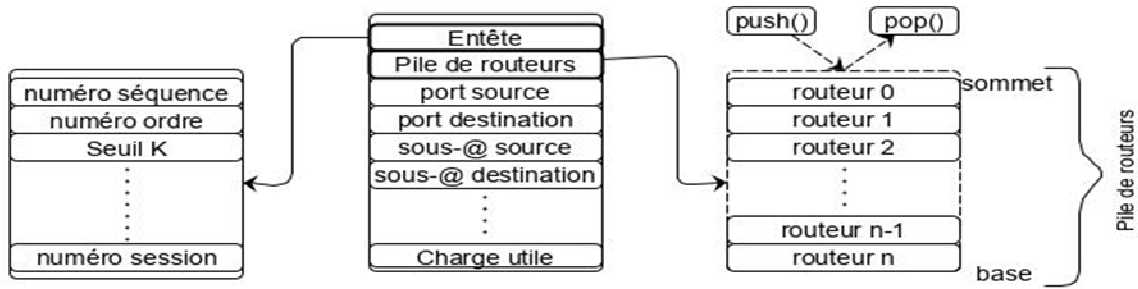 numéro séquence
numéro ordre
Seuil K
numéro session
Entête
Pile de routeurs
port source
port destination
sous-@ source
sous-@ destination
Charge utile
push()
pop()
sommet
routeur 0
routeur 1
routeur 2
routeur n-1
routeur n
base
Pile de routeurs